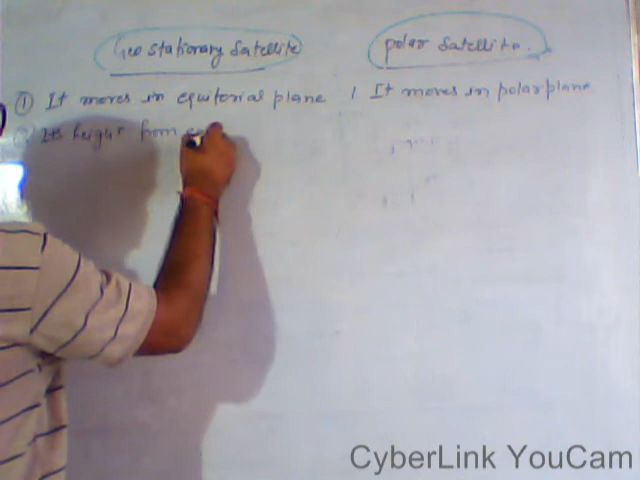 Geo Stationary Satellite
polar Satellite.
① It moves in equitorial plane
1 It moves in polar plane
Its height from
CyberLink YouCam